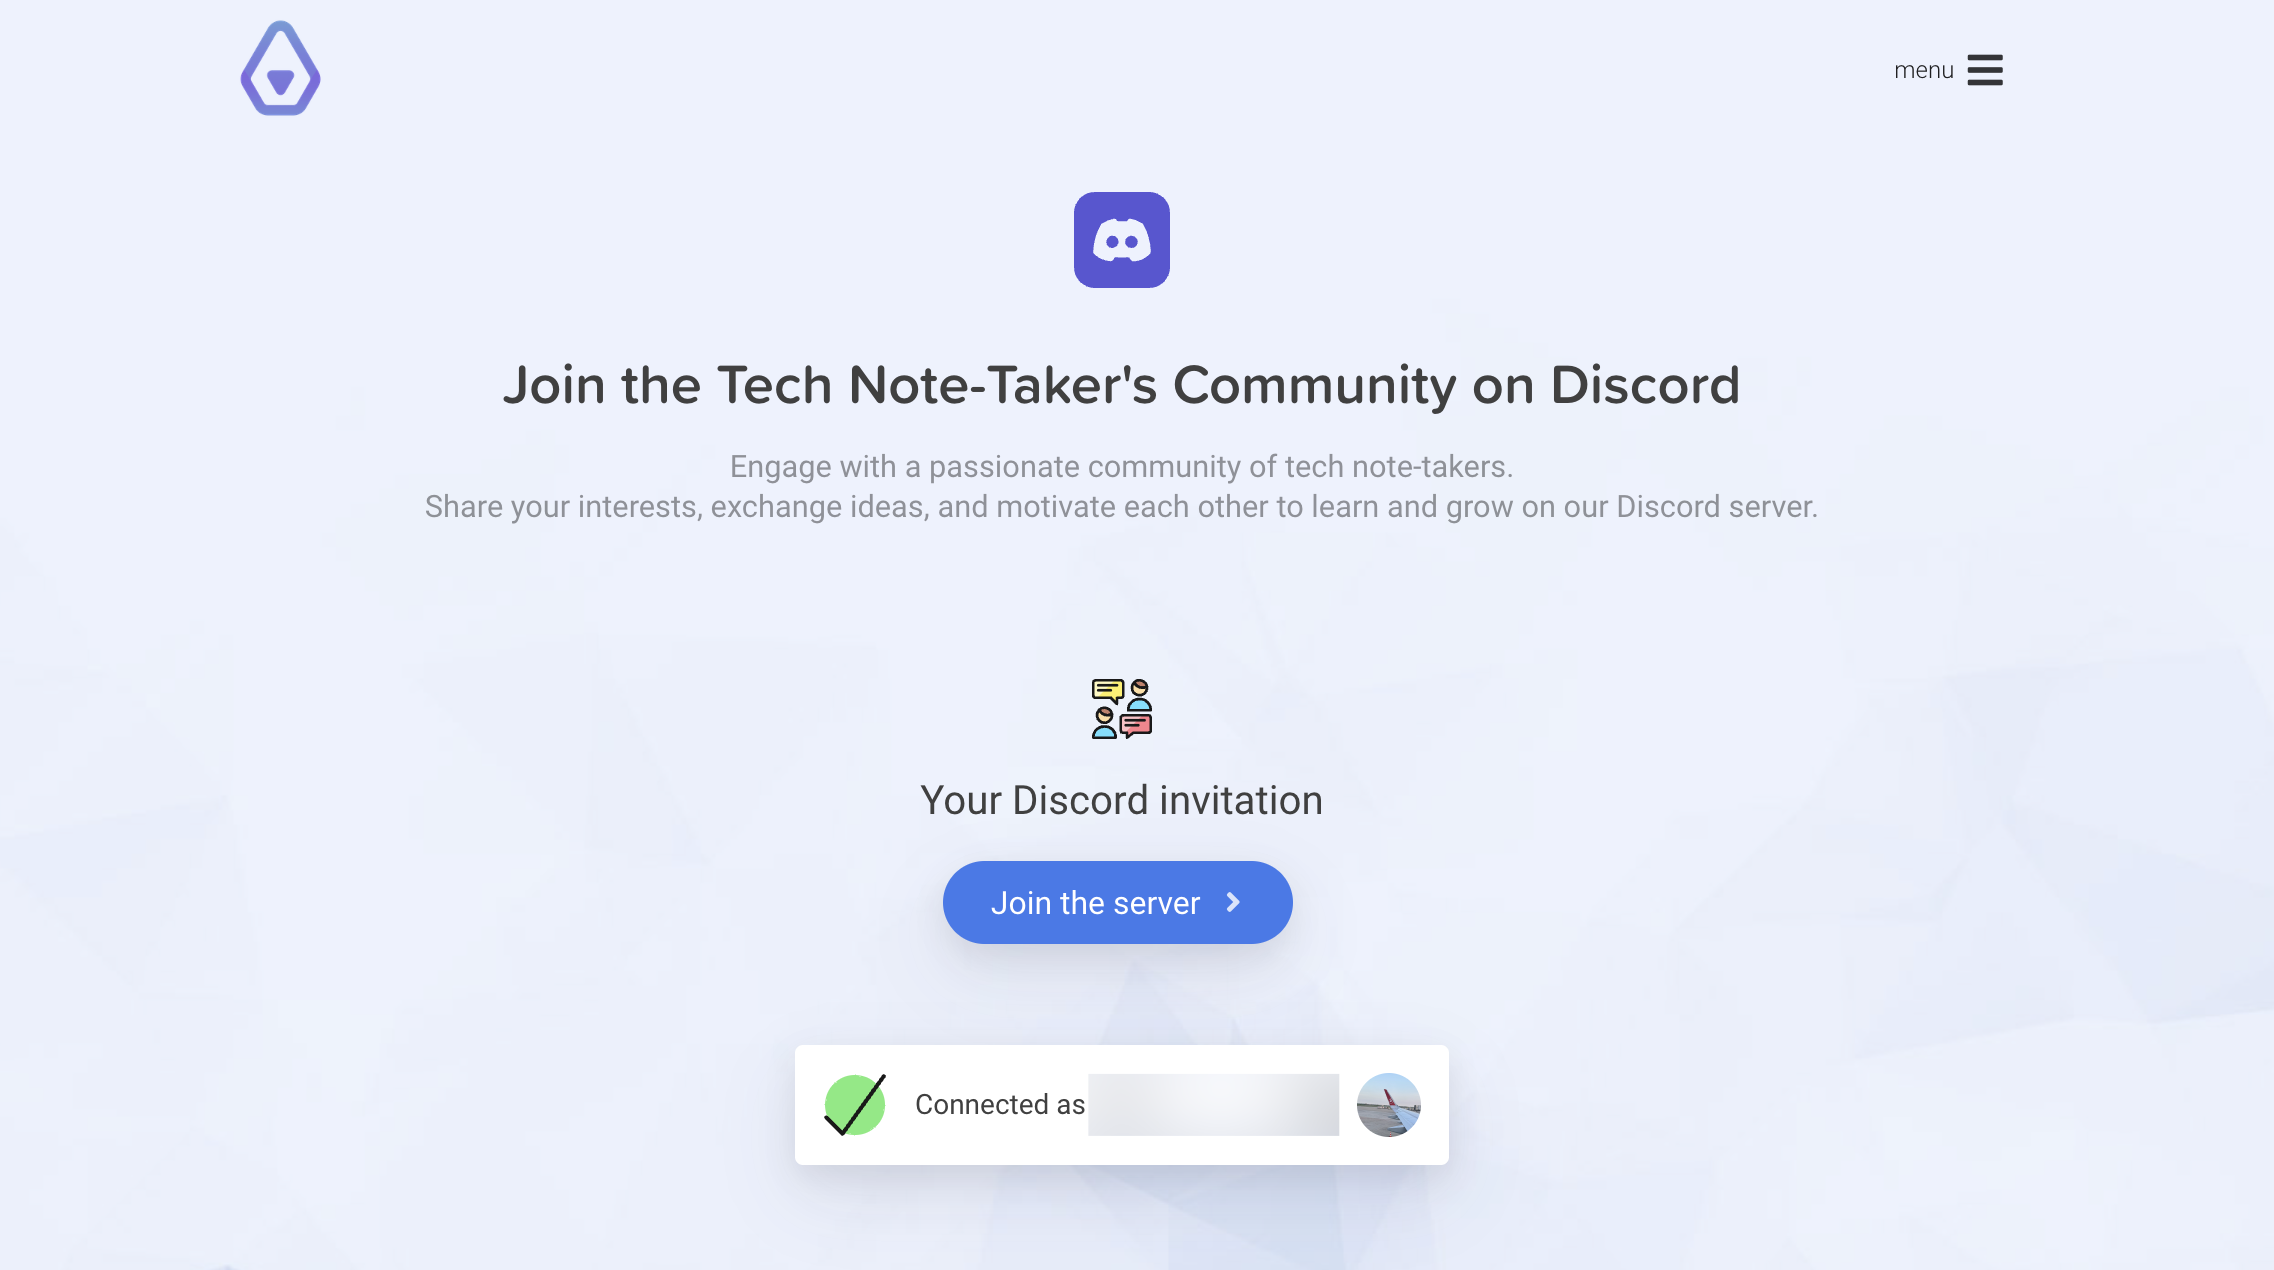 menu
Join the Tech Note-Taker's Community on Discord
Engage with a passionate community of tech note-takers.
Share your interests, exchange ideas, and motivate each other to learn and grow on our Discord server.
Your Discord invitation
Join the server
Connected as